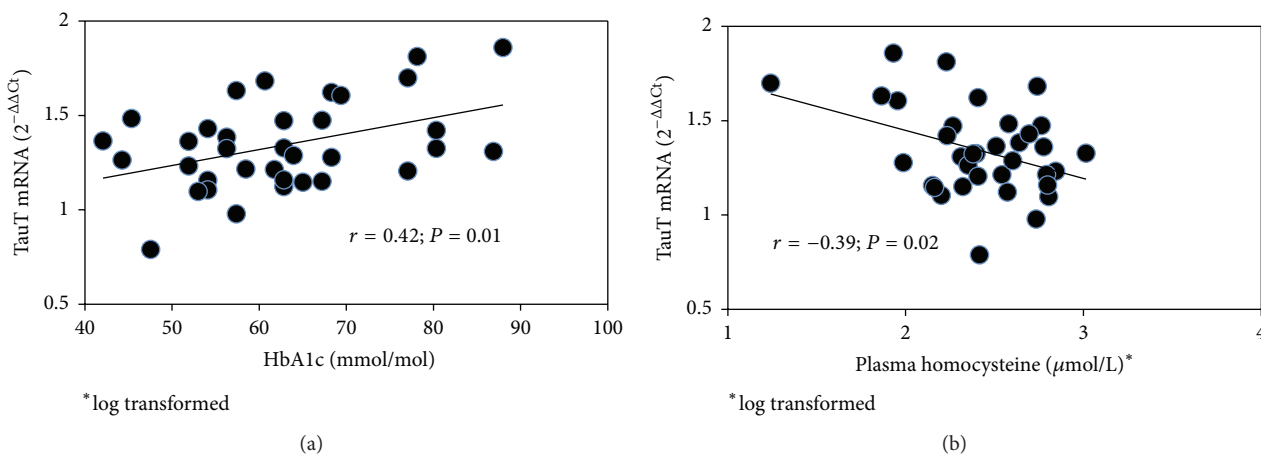 2
1.5
1
0.5
TauT mRNA (2^−ΔΔCt)
r = 0.42; P = 0.01
40 50 60 70 80 90 100
HbA1c (mmol/mol)
*log transformed
(a)
2
1.5
1
0.5
TauT mRNA (2^−ΔΔCt)
r = −0.39; P = 0.02
1 2 3 4
Plasma homocysteine (μmol/L)*
*log transformed
(b)